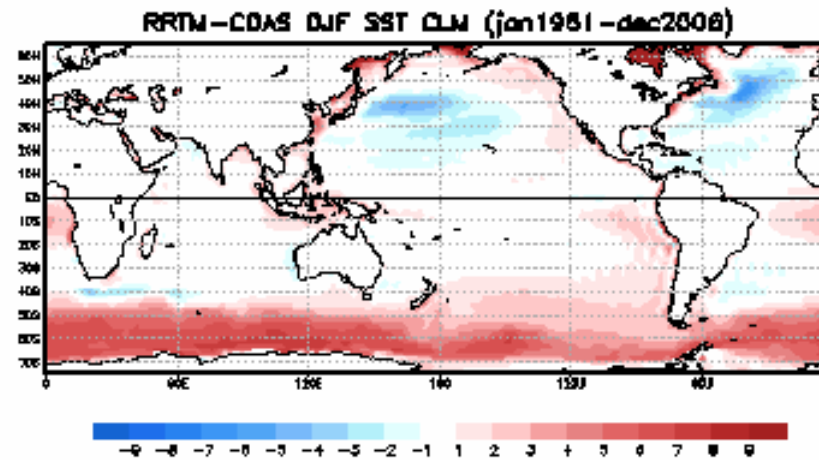 RRTM-CDAS DJF SST CLM (jan1981-dec2006)
60N
50N
40N
30N
20N
10N
EQ
10S
20S
30S
40S
50S
60S
70S
0 60E 120E 180 120W 60W
-9 -8 -7 -6 -5 -4 -3 -2 -1 1 2 3 4 5 6 7 8 9